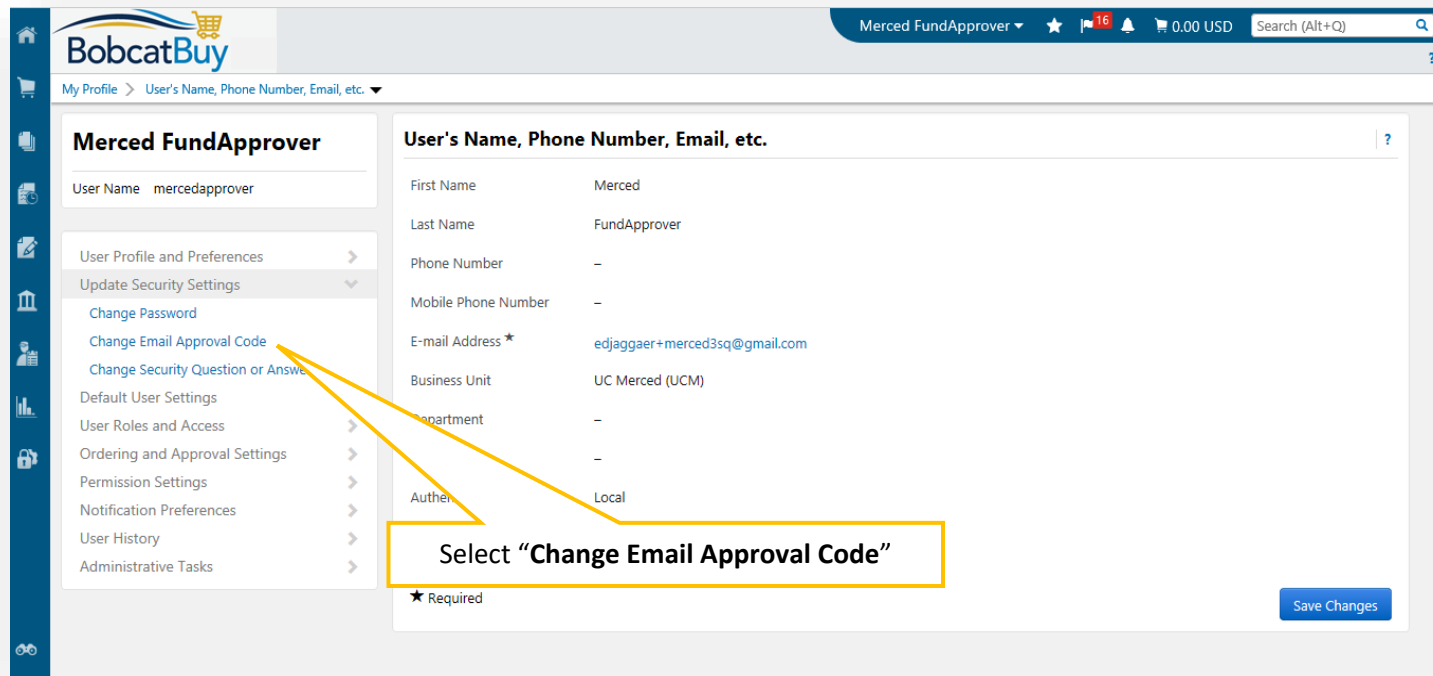 BobcatBuy
Merced FundApprover
16
0.00 USD
Search (Alt+Q)
?
My Profile > User's Name, Phone Number, Email, etc.
Merced FundApprover
User Name mercedapprover
User Profile and Preferences
Update Security Settings
Change Password
Change Email Approval Code
Change Security Question or Answe
Default User Settings
User Roles and Access
Ordering and Approval Settings
Permission Settings
Notification Preferences
User History
Administrative Tasks
User's Name, Phone Number, Email, etc.
?
First Name Merced
Last Name FundApprover
Phone Number –
Mobile Phone Number –
E-mail Address ★ edjaggaer+merced3sq@gmail.com
Business Unit UC Merced (UCM)
Department –
–
Authen Local
Select “Change Email Approval Code”
★ Required
Save Changes